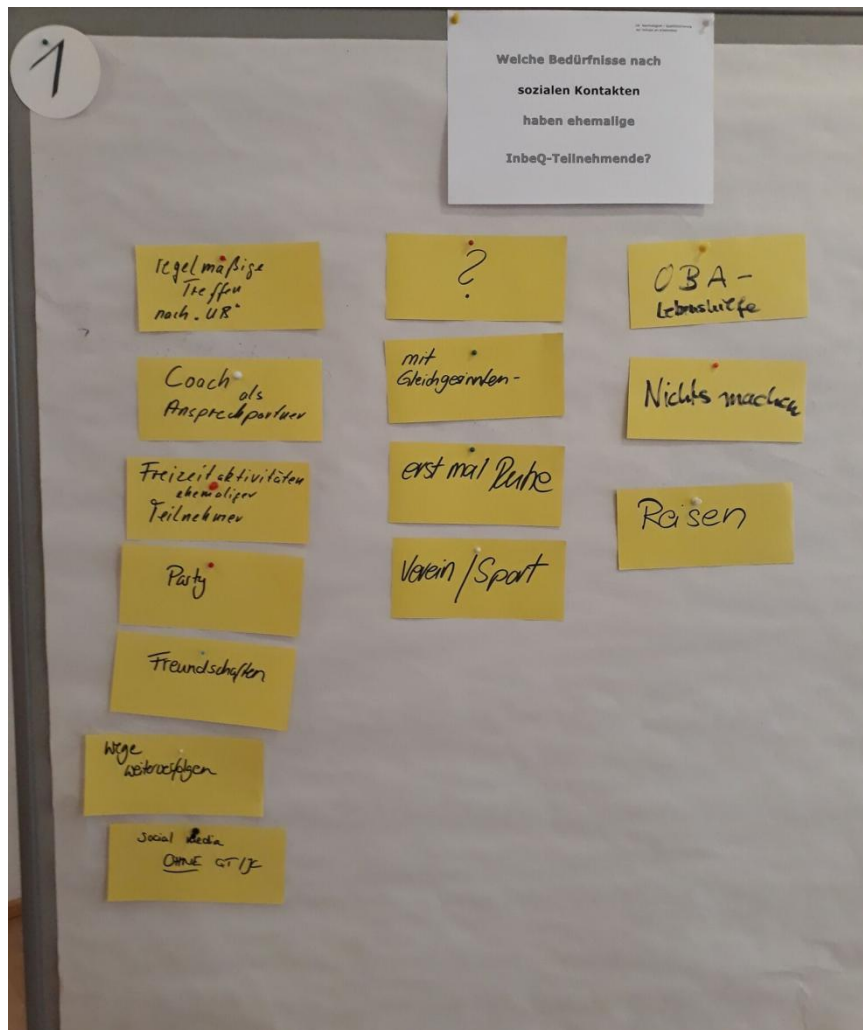 1
Welche Bedürfnisse nach
sozialen Kontakten
haben ehemalige
InbeQ-Teilnehmende?
regelmäßige
Treffen
nach "UB"
Coach
als
Ansprechpartner
Freizeitaktivitäten
ehemaliger
Teilnehmer
Party
Freundschaften
Wege
weiterverfolgen
Social Media
OHNE GT/JC
?
mit
Gleichgesinnten-
erst mal Ruhe
Verein/Sport
OBA-
Lebenshilfe
Nichts machen
Reisen